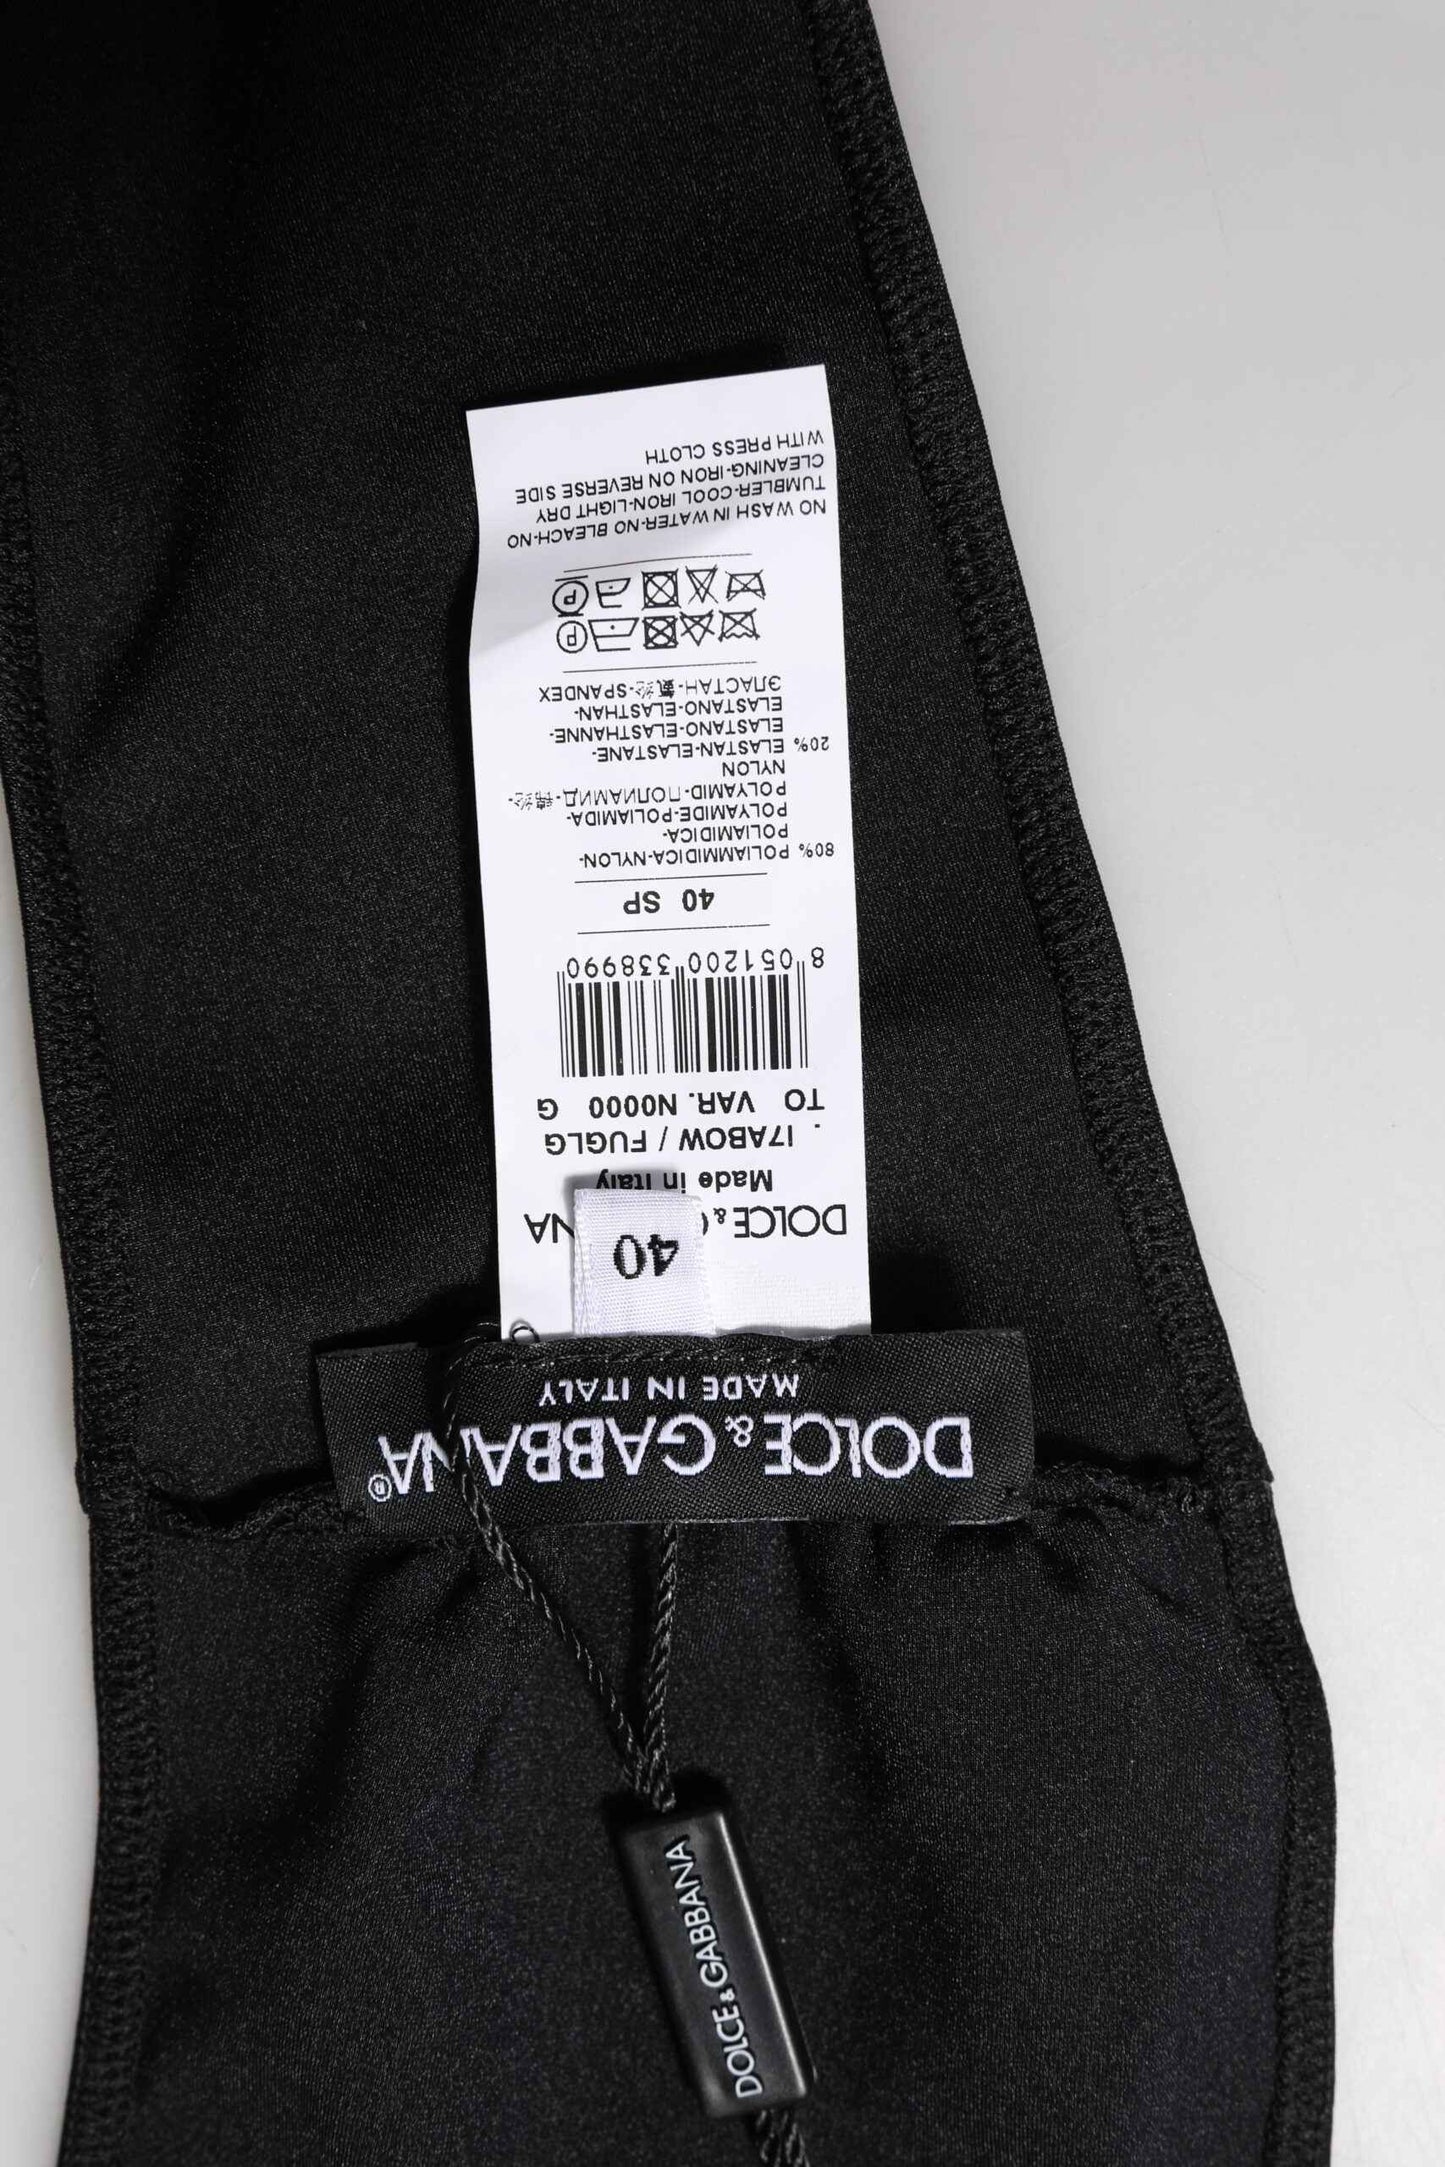 DOLCE&GABBANA®
MADE IN ITALY
40
DOLCE&G NA
Made in Italy
. I7ABOW / FUGLG
TO VAR. N0000 G
8 051200 338990
40 SP
80% POLIAMMIDICA-NYLON-
POLIAMIDICA-
POLYAMIDE-POLIAMIDA-
POLYAMID-ПОЛИАМИД-
NYLON
20% ELASTAN-ELASTANE-
ELASTANO-ELASTHANNE-
ELASTANO-ELASTHAN-
ЭЛАСТАН- -SPANDEX
P
P
NO WASH IN WATER-NO BLEACH-NO
TUMBLER-COOL IRON-LIGHT DRY
CLEANING-IRON ON REVERSE SIDE
WITH PRESS CLOTH
DOLCE&GABBANA